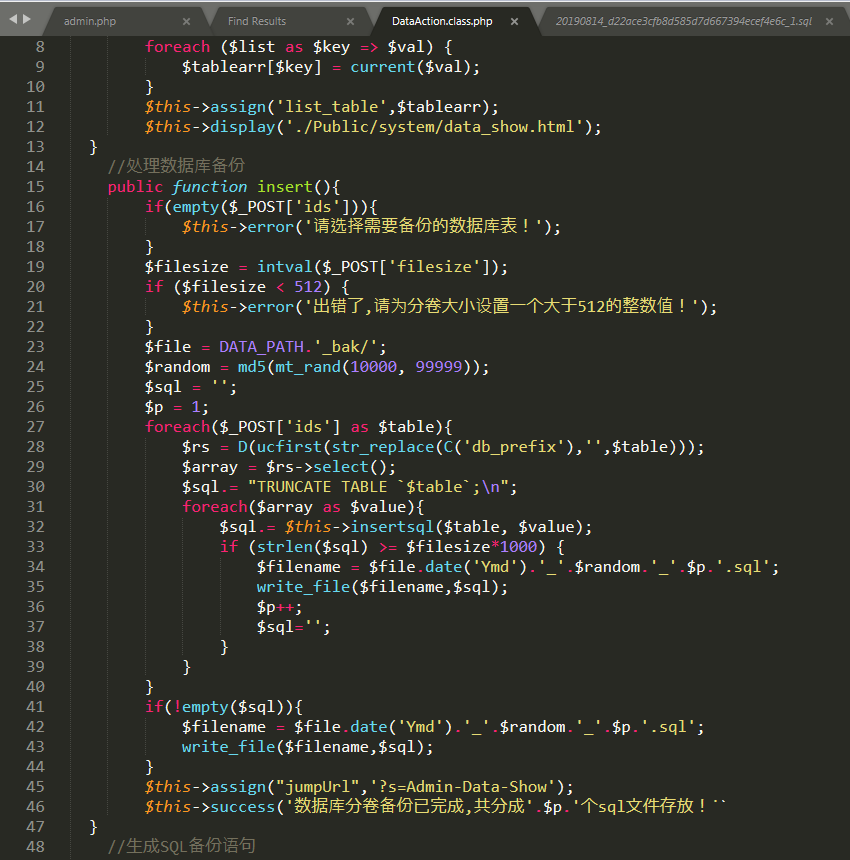 admin.php × Find Results × DataAction.class.php × 20190814_d22ace3cfb8d585d7d667394ecef4e6c_1.sql ×
8 foreach ($list as $key => $val) {
9 $tablearr[$key] = current($val);
10 }
11 $this->assign('list_table',$tablearr);
12 $this->display('./Public/system/data_show.html');
13 }
14 //处理数据库备份
15 public function insert(){
16 if(empty($_POST['ids'])){
17 $this->error('请选择需要备份的数据库表！');
18 }
19 $filesize = intval($_POST['filesize']);
20 if ($filesize < 512) {
21 $this->error('出错了,请为分卷大小设置一个大于512的整数值！');
22 }
23 $file = DATA_PATH.'_bak/';
24 $random = md5(mt_rand(10000, 99999));
25 $sql = '';
26 $p = 1;
27 foreach($_POST['ids'] as $table){
28 $rs = D(ucfirst(str_replace(C('db_prefix'),'',$table)));
29 $array = $rs->select();
30 $sql.= "TRUNCATE TABLE `$table`;\n";
31 foreach($array as $value){
32 $sql.= $this->insertsql($table, $value);
33 if (strlen($sql) >= $filesize*1000) {
34 $filename = $file.date('Ymd').'_'.$random.'_'.$p.'.sql';
35 write_file($filename,$sql);
36 $p++;
37 $sql='';
38 }
39 }
40 }
41 if(!empty($sql)){
42 $filename = $file.date('Ymd').'_'.$random.'_'.$p.'.sql';
43 write_file($filename,$sql);
44 }
45 $this->assign("jumpUrl",'?s=Admin-Data-Show');
46 $this->success('数据库分卷备份已完成,共分成'.$p.'个sql文件存放！
47 }
48 //生成SQL备份语句